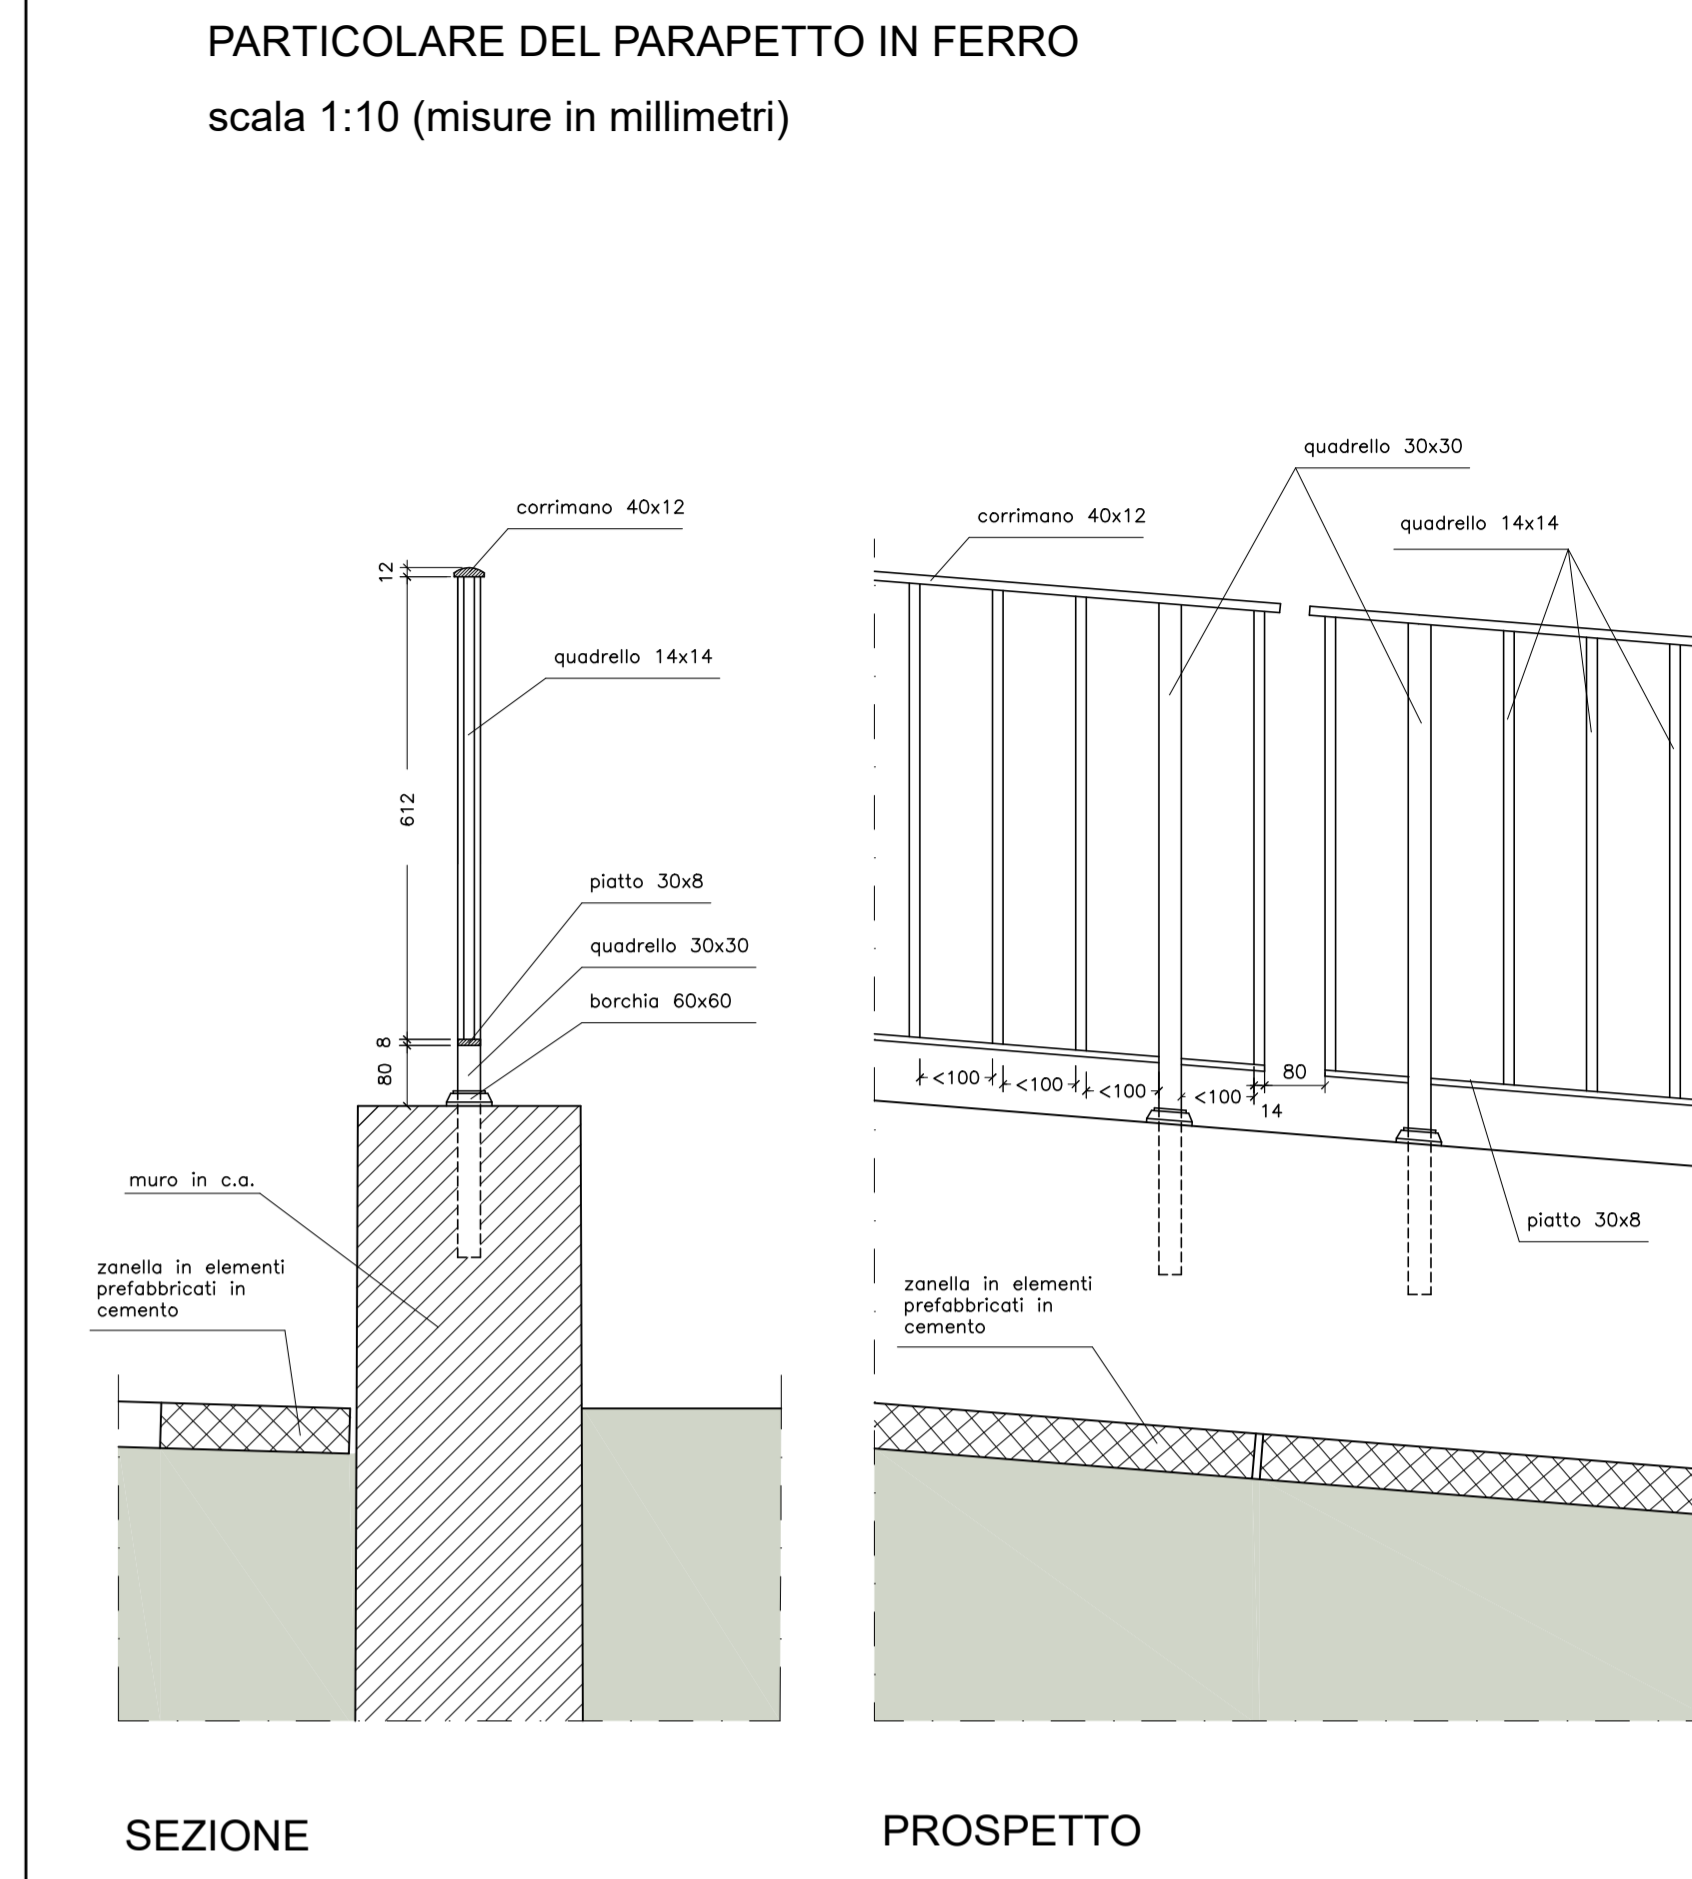 PARTICOLARE DEL PARAPETTO IN FERRO
scala 1:10 (misure in millimetri)
corrimano 40x12
12
quadrello 14x14
612
piatto 30x8
quadrello 30x30
borchia 60x60
8
80
muro in c.a.
zanella in elementi
prefabbricati in
cemento
SEZIONE
quadrello 30x30
corrimano 40x12
quadrello 14x14
<100
<100
<100
<100
80
14
piatto 30x8
zanella in elementi
prefabbricati in
cemento
PROSPETTO